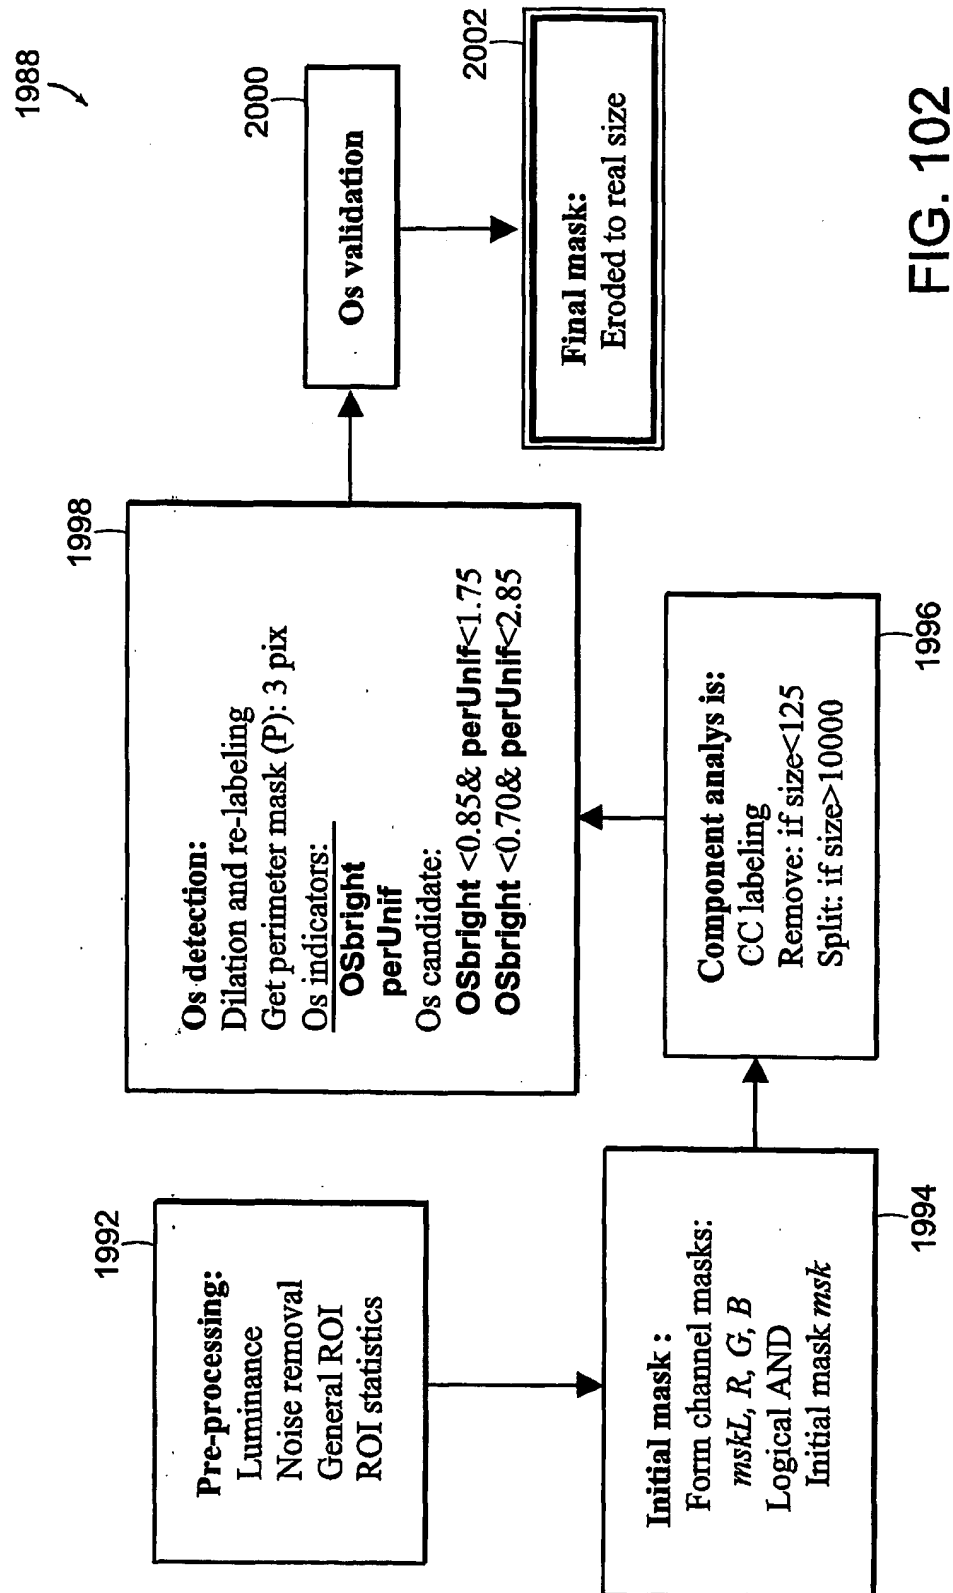 1988
1992
Pre-processing:
Luminance
Noise removal
General ROI
ROI statistics
Initial mask :
Form channel masks:
mskL, R, G, B
Logical AND
Initial mask msk
1994
Component analys is:
CC labeling
Remove: if size<125
Split: if size>10000
1996
1998
Os detection:
Dilation and re-labeling
Get perimeter mask (P): 3 pix
Os indicators:
OSbright
perUnif
Os candidate:
OSbright <0.85& perUnif<1.75
OSbright <0.70& perUnif<2.85
2000
Os validation
2002
Final mask:
Eroded to real size
FIG. 102